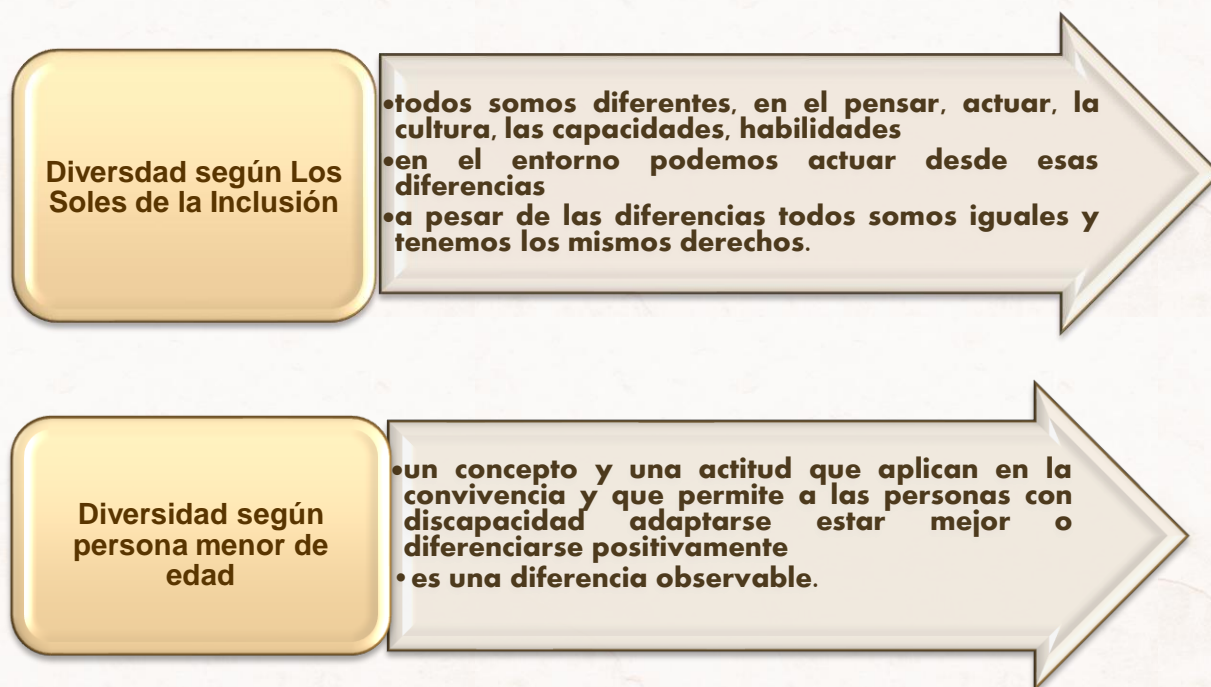 Diversdad según Los
Soles de la Inclusión
•todos somos diferentes, en el pensar, actuar, la
cultura, las capacidades, habilidades
•en el entorno podemos actuar desde esas
diferencias
•a pesar de las diferencias todos somos iguales y
tenemos los mismos derechos.
Diversidad según
persona menor de
edad
•un concepto y una actitud que aplican en la
convivencia y que permite a las personas con
discapacidad adaptarse estar mejor o
diferenciarse positivamente
• es una diferencia observable.